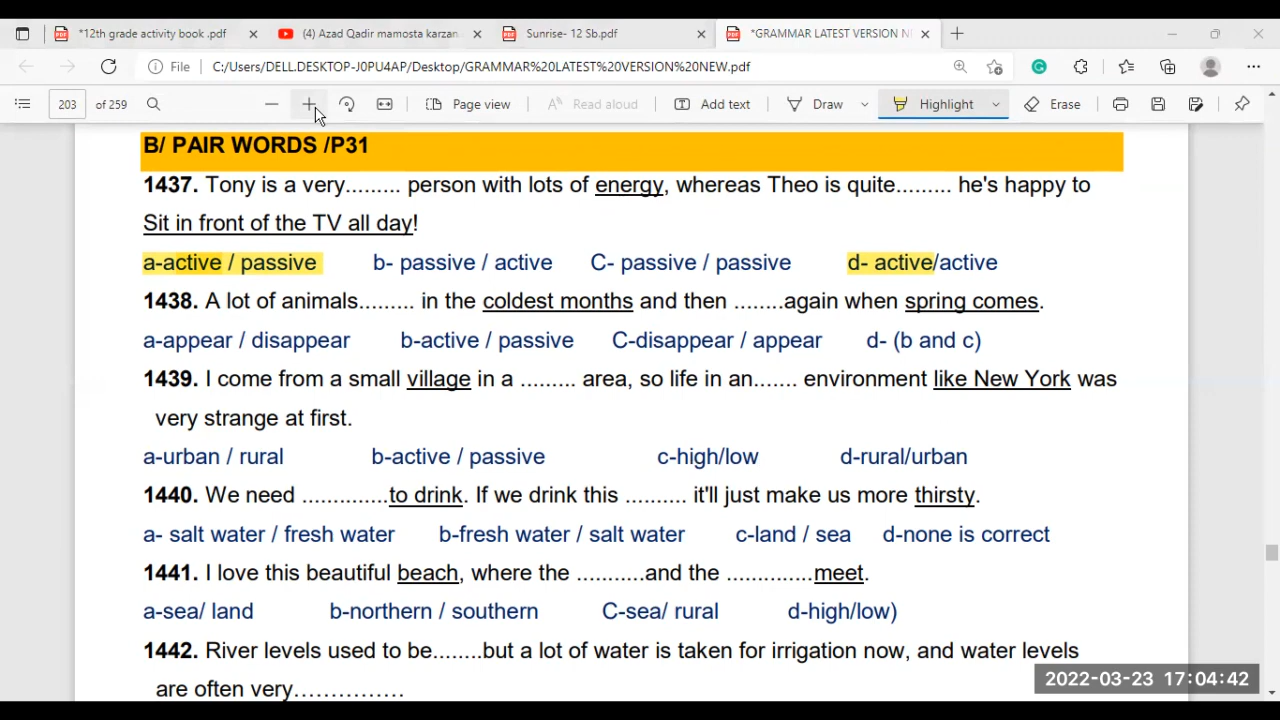 *12th grade activity book .pdf
(4) Azad Qadir mamosta karzan
Sunrise- 12 Sb.pdf
*GRAMMAR LATEST VERSION N
File
C:/Users/DELL.DESKTOP-J0PU4AP/Desktop/GRAMMAR%20LATEST%20VERSION%20NEW.pdf
203 of 259
Page view
Read aloud
Add text
Draw
Highlight
Erase
B/ PAIR WORDS /P31
1437. Tony is a very......... person with lots of energy, whereas Theo is quite......... he's happy to
Sit in front of the TV all day!
a-active / passive b- passive / active C- passive / passive d- active/active
1438. A lot of animals......... in the coldest months and then ........again when spring comes.
a-appear / disappear b-active / passive C-disappear / appear d- (b and c)
1439. I come from a small village in a ......... area, so life in an....... environment like New York was
very strange at first.
a-urban / rural b-active / passive c-high/low d-rural/urban
1440. We need ..............to drink. If we drink this .......... it'll just make us more thirsty.
a- salt water / fresh water b-fresh water / salt water c-land / sea d-none is correct
1441. I love this beautiful beach, where the ...........and the ..............meet.
a-sea/ land b-northern / southern C-sea/ rural d-high/low)
1442. River levels used to be........but a lot of water is taken for irrigation now, and water levels
are often very……………
2022-03-23 17:04:42